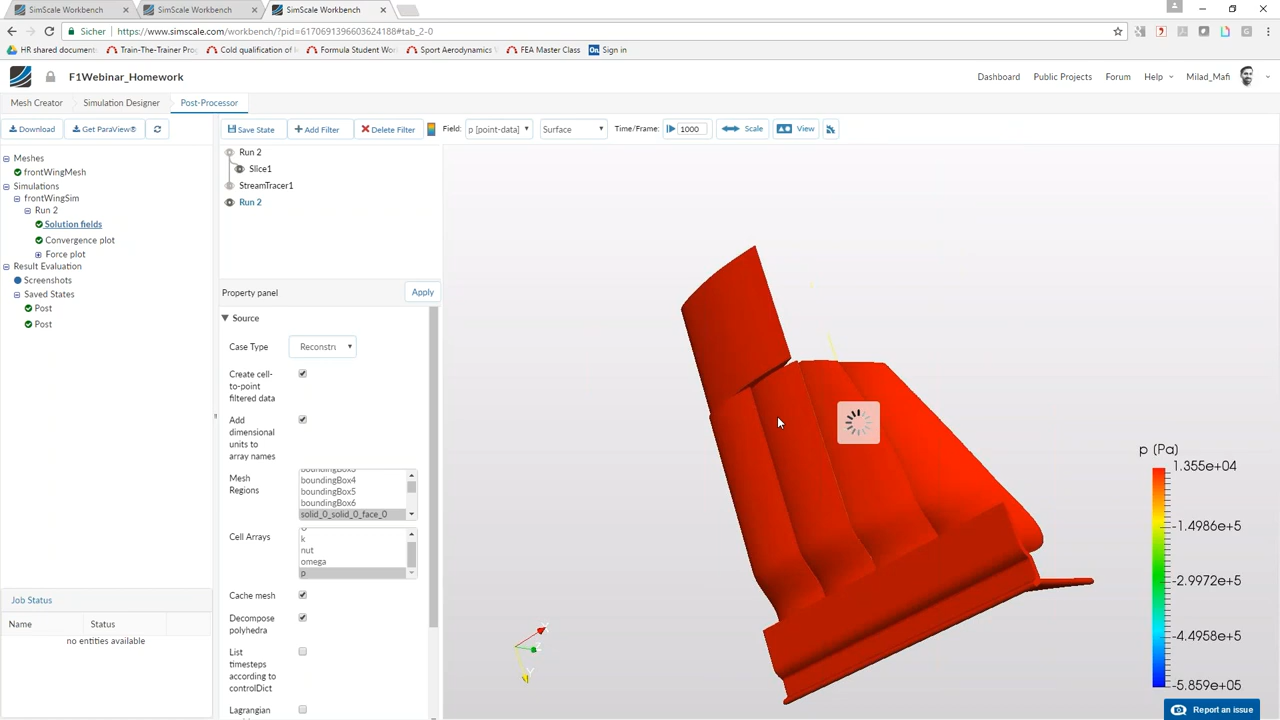 SimScale Workbench
SimScale Workbench
SimScale Workbench
Sicher
https://www.simscale.com/workbench/?pid=617069139660362418​8#tab_2-0
HR shared documents
Train-The-Trainer Pro
Cold qualification of
Formula Student Wor
Sport Aerodynamics
FEA Master Class
On
Sign in
F1Webinar_Homework
Dashboard
Public Projects
Forum
Help
Milad_Mafi
Mesh Creator
Simulation Designer
Post-Processor
Download
Get ParaView®
Save State
Add Filter
Delete Filter
Field:
p [point-data]
Surface
Time/Frame:
1000
Scale
View
Meshes
frontWingMesh
Simulations
frontWingSim
Run 2
Solution fields
Convergence plot
Force plot
Result Evaluation
Screenshots
Saved States
Post
Post
Job Status
Name
Status
no entities available
Run 2
Slice1
StreamTracer1
Run 2
Property panel
Apply
Source
Case Type
Reconstru
Create cell-
to-point
filtered data
Add
dimensional
units to
array names
Mesh
Regions
boundingBox3
boundingBox4
boundingBox5
boundingBox6
solid_0_solid_0_face_0
Cell Arrays
k
nut
omega
p
Cache mesh
Decompose
polyhedra
List
timesteps
according to
controlDict
Lagrangian
X
Z
Y
p (Pa)
1.355e+04
-1.4986e+5
-2.9972e+5
-4.4958e+5
-5.859e+05
Report an issue